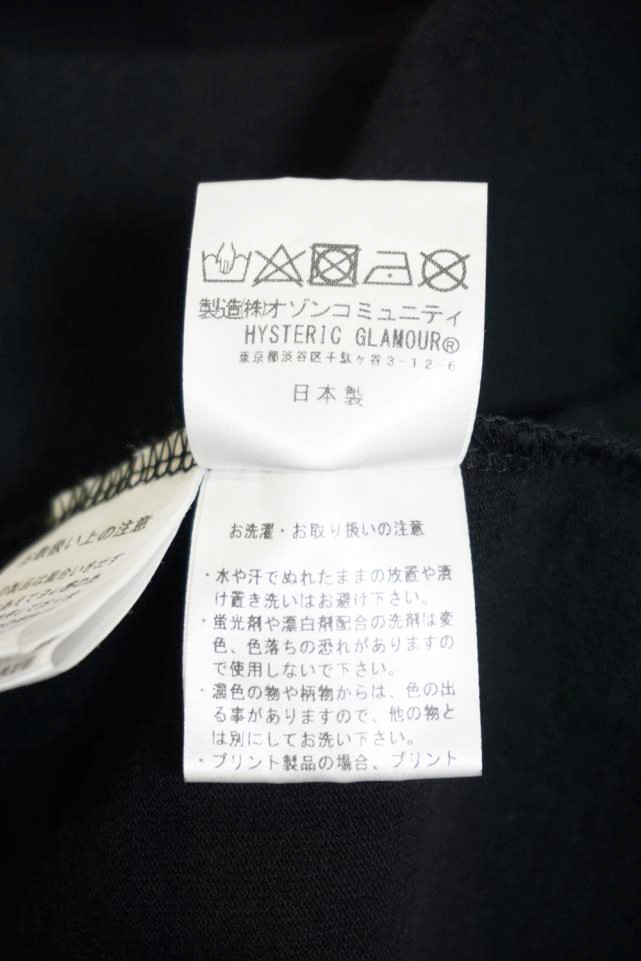 製造(株)オゾンコミュニティ
HYSTERIC GLAMOUR®
東京都渋谷区千駄ケ谷3-12-6
日本製
お洗濯・お取り扱いの注意
・水や汗でぬれたままの放置や漬
け置き洗いはお避け下さい。
・蛍光剤や漂白剤配合の洗剤は変
色、色落ちの恐れがありますの
で使用しないで下さい。
・濃色の物や柄物からは、色の出
る事がありますので、他の物と
は別にしてお洗い下さい。
・プリント製品の場合、プリント
扱い上の注意